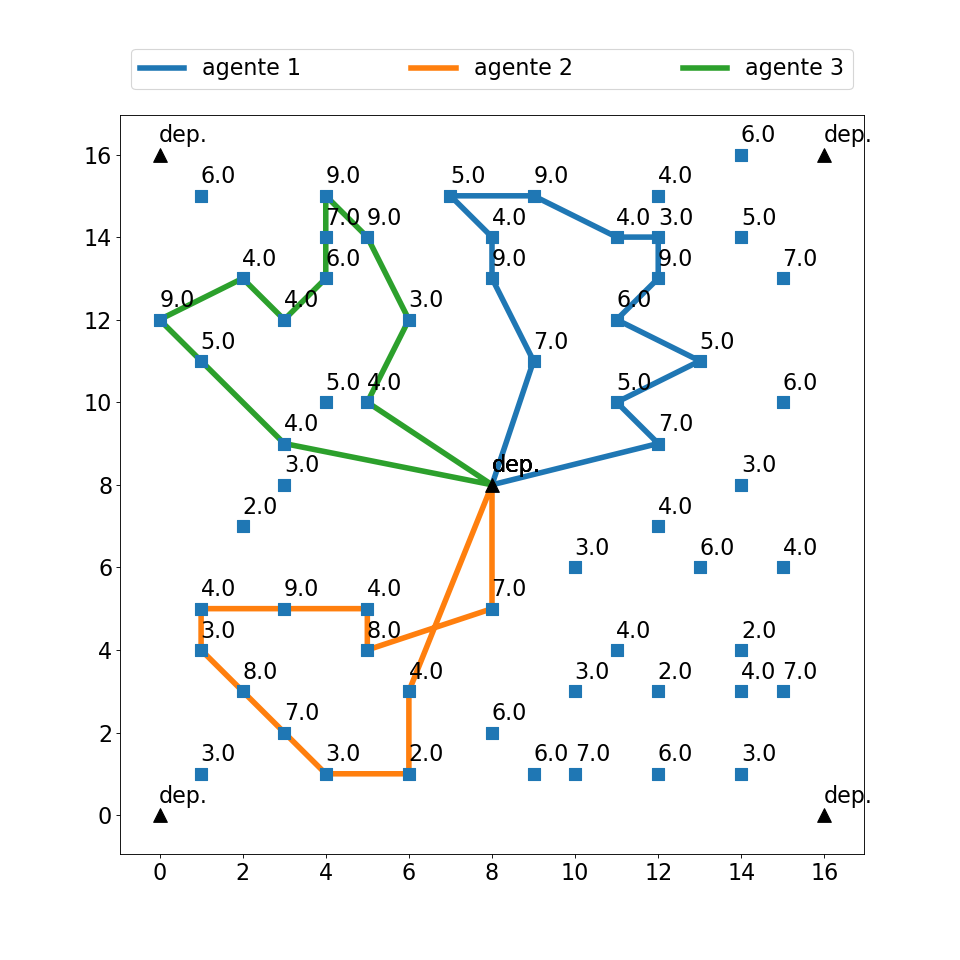 agente 1 agente 2 agente 3
dep. 6.0 dep.
16
6.0 9.0 5.0 9.0 4.0
7.0 9.0 4.0 4.0 3.0 5.0
14
4.0 6.0 9.0 9.0 7.0
9.0 4.0 3.0 6.0
12
5.0 7.0 5.0
5.0 4.0 5.0 6.0
10
4.0 7.0
3.0 dep. dep. 3.0
8
2.0 4.0
3.0 6.0 4.0
6
4.0 9.0 4.0 7.0
3.0 8.0 4.0 2.0
4
8.0 4.0 3.0 2.0 4.0 7.0
7.0 6.0
2
3.0 3.0 2.0 6.0 7.0 6.0 3.0
dep. dep.
0
0 2 4 6 8 10 12 14 16